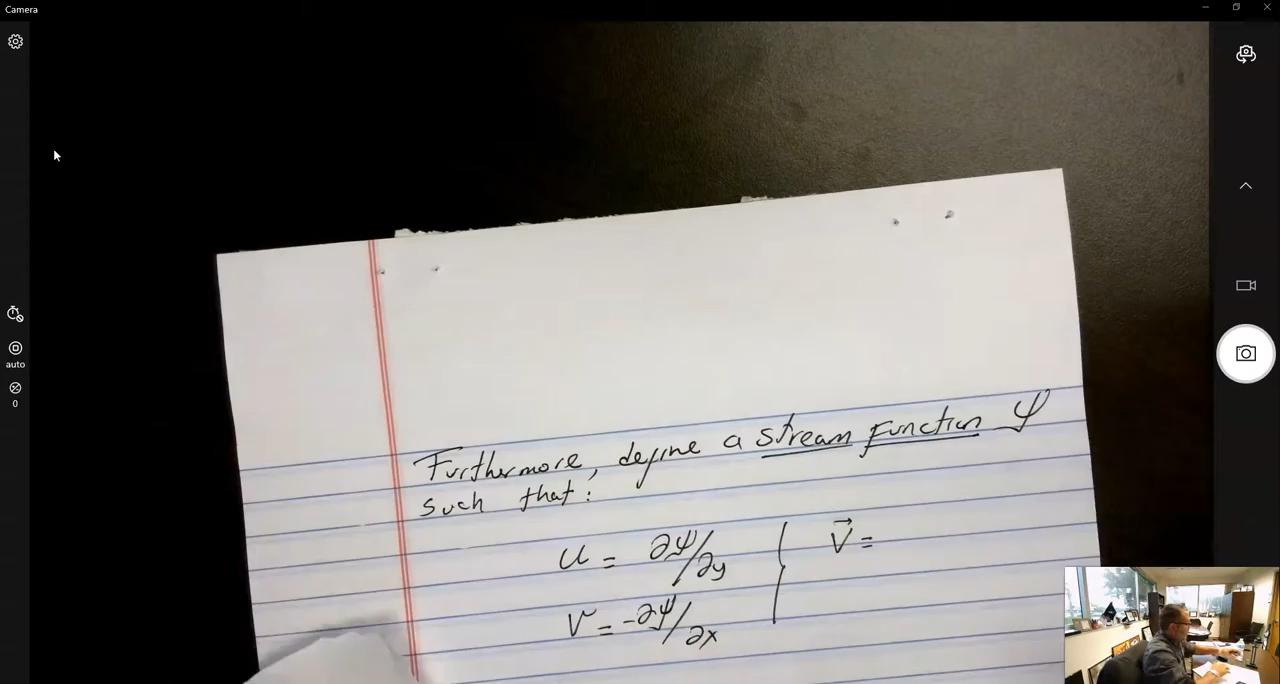 Camera
auto
0
Furthermore, define a stream function ψ
such that:
u = ∂ψ/∂y } V⃗ =
v = -∂ψ/∂x